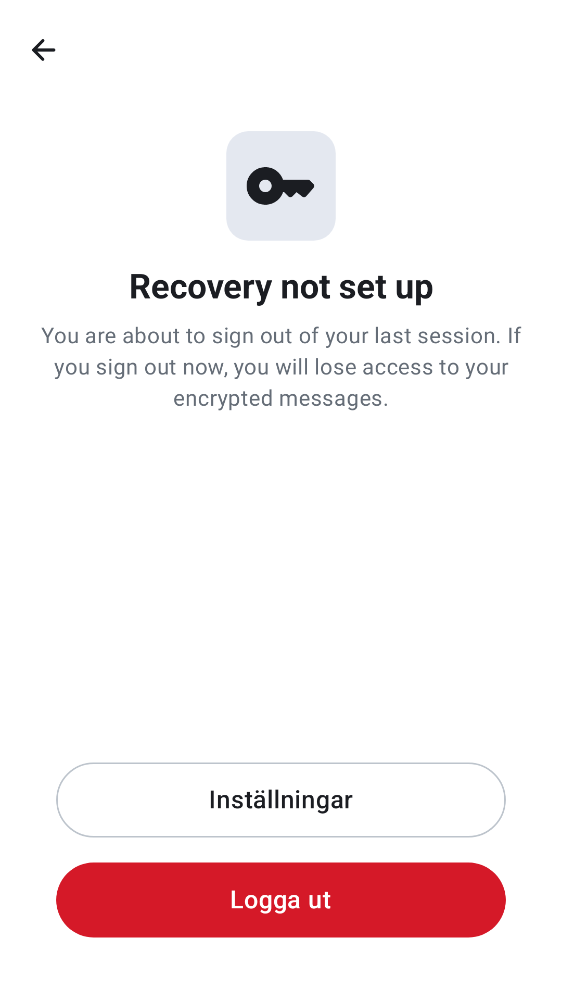 Recovery not set up
You are about to sign out of your last session. If
you sign out now, you will lose access to your
encrypted messages.
Inställningar
Logga ut